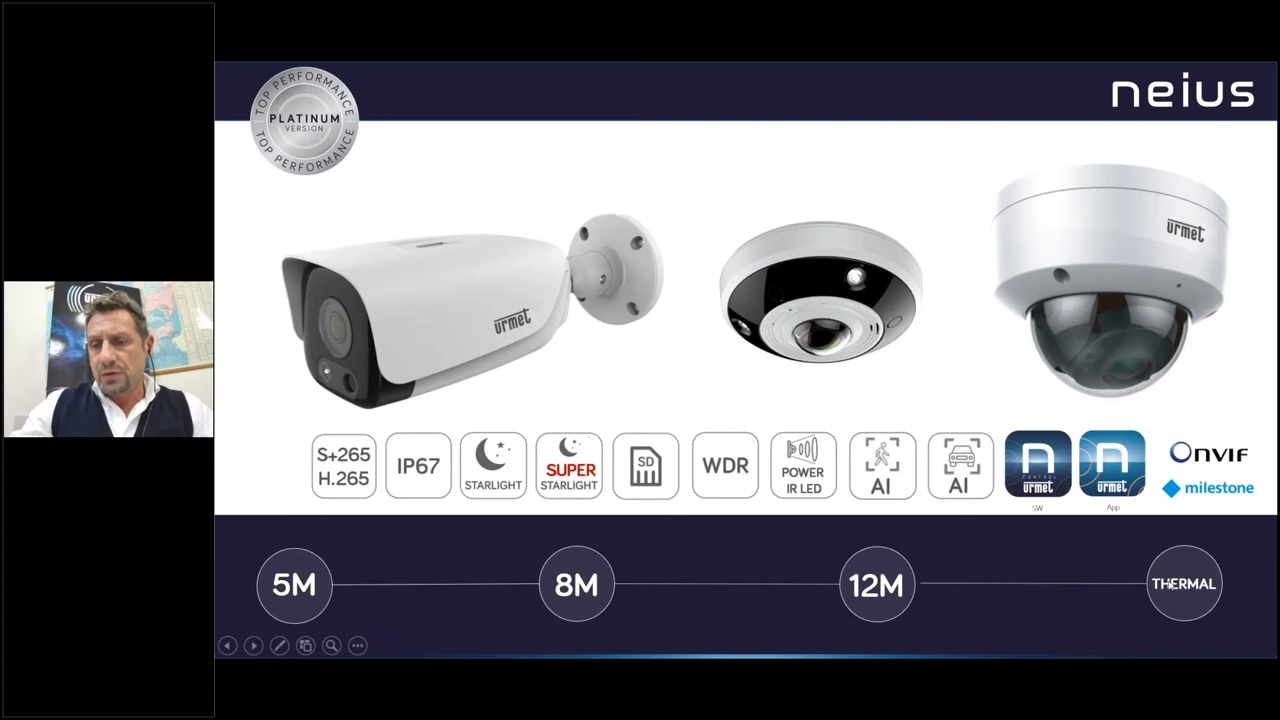 TOP PERFORMANCE
PLATINUM
VERSION
TOP PERFORMANCE
neius
urmet
urmet
S+265
H.265
IP67
STARLIGHT
SUPER
STARLIGHT
SD
WDR
POWER
IR LED
AI
AI
CONTROL
urmet
SW
urmet
App
ONVIF
milestone
5M
8M
12M
THERMAL